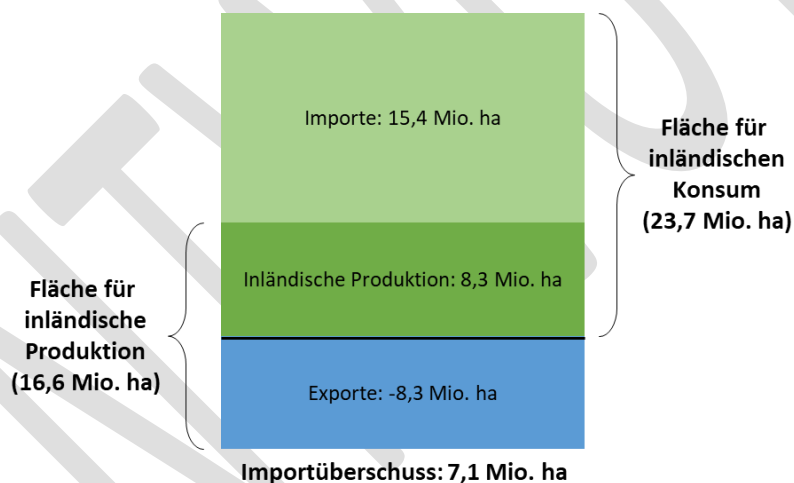 Importe: 15,4 Mio. ha
Fläche für
inländischen
Konsum
(23,7 Mio. ha)
Inländische Produktion: 8,3 Mio. ha
Fläche für
inländische
Produktion
(16,6 Mio. ha)
Exporte: -8,3 Mio. ha
Importüberschuss: 7,1 Mio. ha